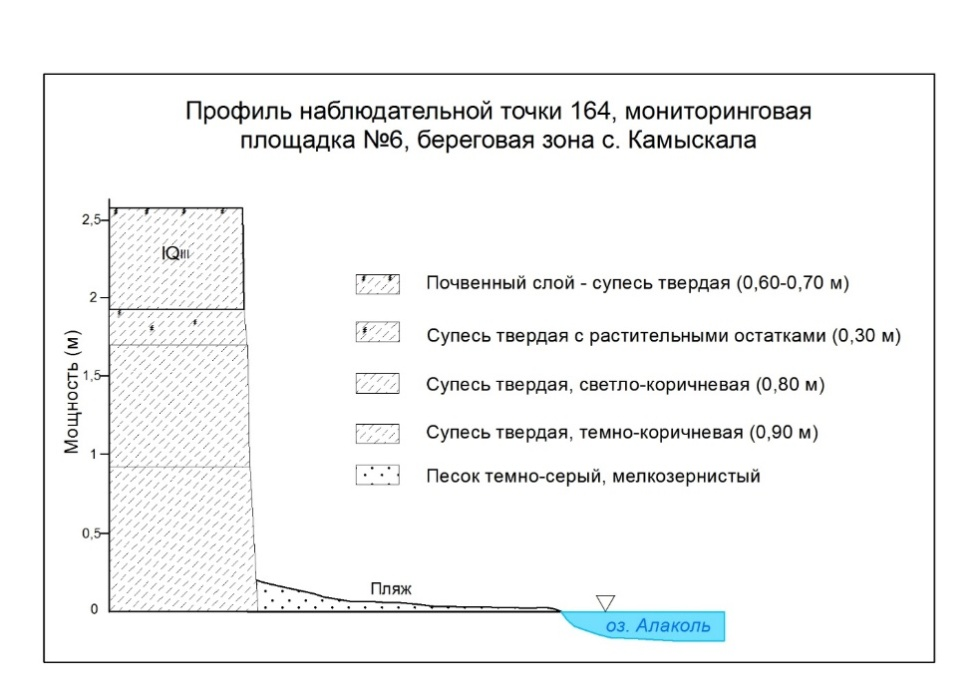 Профиль наблюдательной точки 164, мониторинговая
площадка №6, береговая зона с. Камыскала
Мощность (м)
2,5
2
1,5
1
0,5
0
lQIII
Почвенный слой - супесь твердая (0,60-0,70 м)
Супесь твердая с растительными остатками (0,30 м)
Супесь твердая, светло-коричневая (0,80 м)
Супесь твердая, темно-коричневая (0,90 м)
Песок темно-серый, мелкозернистый
Пляж
оз. Алаколь